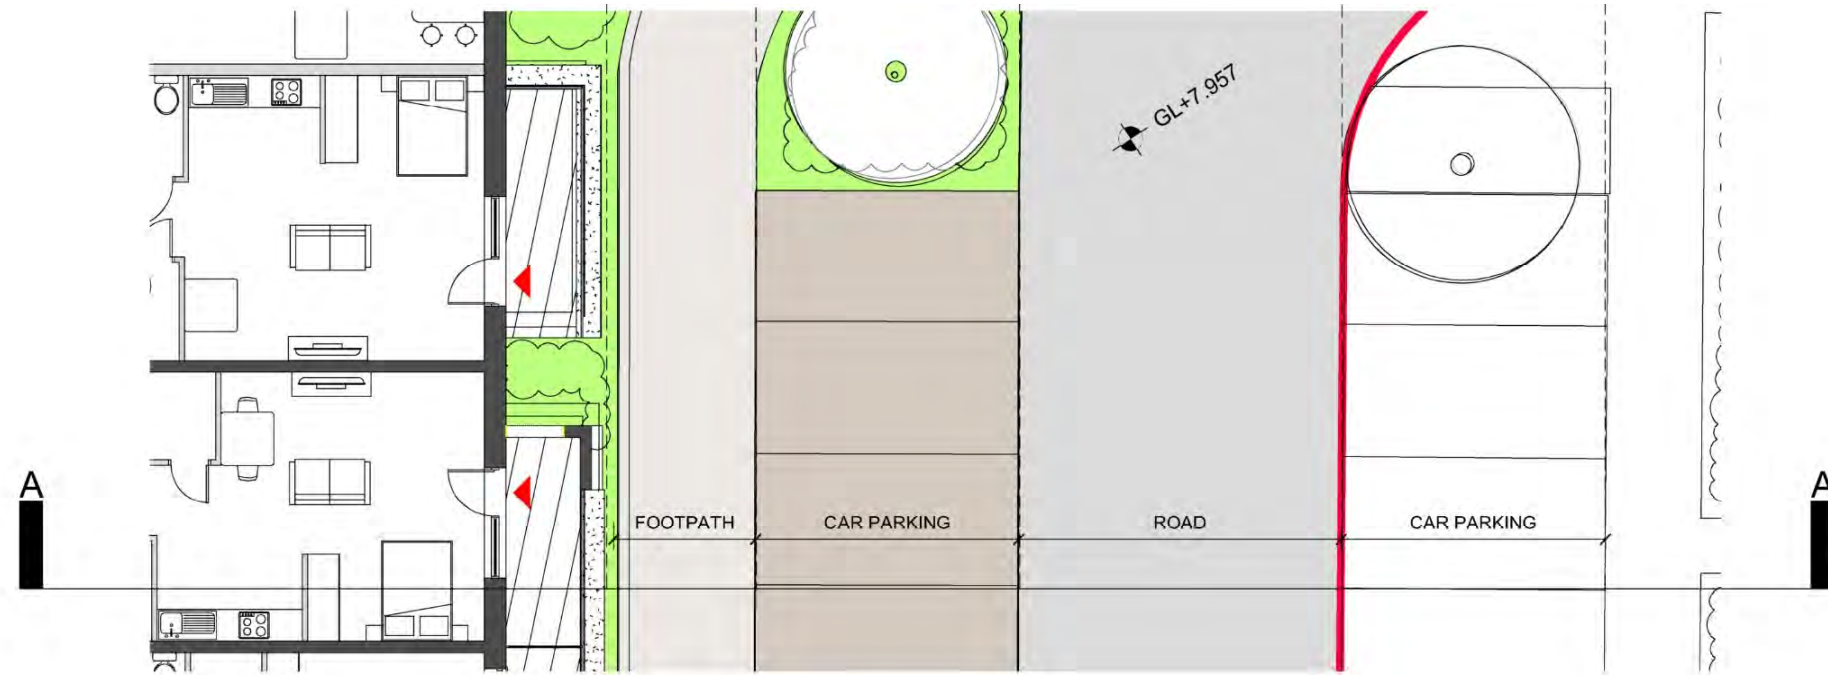 GL+7.957
A
A
FOOTPATH
CAR PARKING
ROAD
CAR PARKING